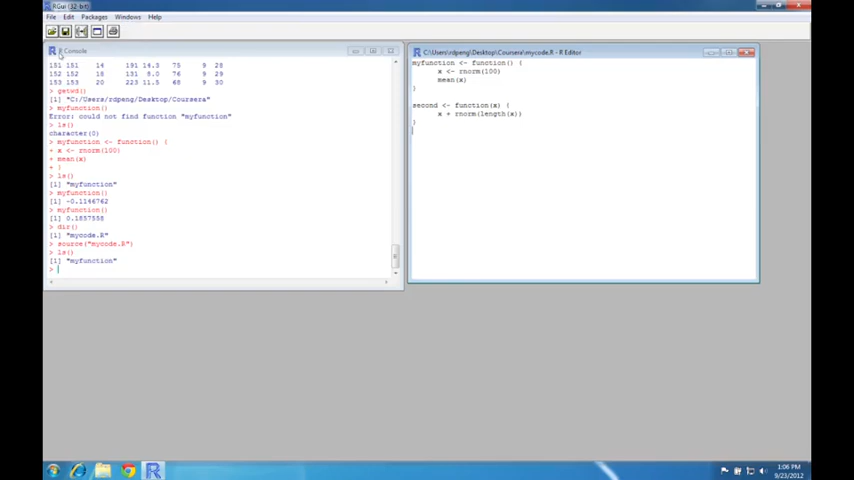 RGui (32-bit)
File Edit Packages Windows Help
R Console
151 151 14 191 14.3 75 9 28
152 152 18 131 8.0 76 9 29
153 153 20 223 11.5 68 9 30
> getwd()
[1] "C:/Users/rdpeng/Desktop/Coursera"
> myfunction()
Error: could not find function "myfunction"
> ls()
character(0)
> myfunction <- function() {
+ x <- rnorm(100)
+ mean(x)
+ }
> ls()
[1] "myfunction"
> myfunction()
[1] -0.1146762
> myfunction()
[1] 0.1857558
> dir()
[1] "mycode.R"
> source("mycode.R")
> ls()
[1] "myfunction"
>
C:\Users\rdpeng\Desktop\Coursera\mycode.R - R Editor
myfunction <- function() {
x <- rnorm(100)
mean(x)
}
second <- function(x) {
x + rnorm(length(x))
}
1:06 PM
9/23/2012